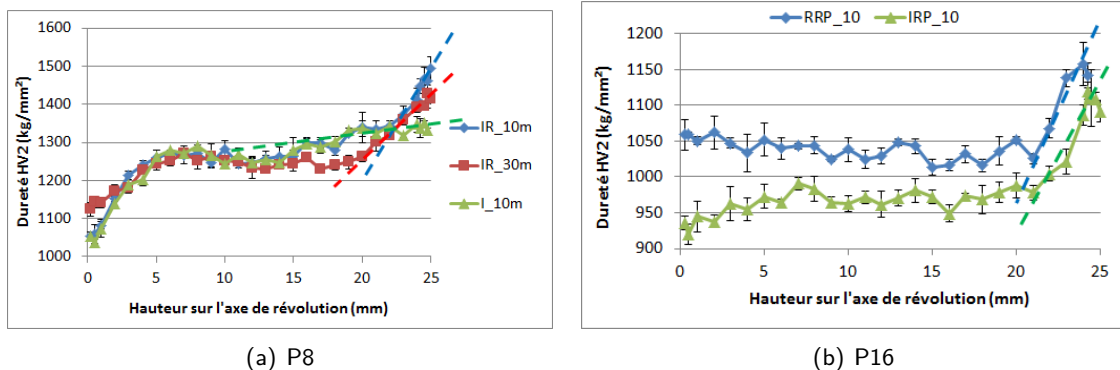 1600
1500
1400
1300
1200
1100
1000
0 5 10 15 20 25
Dureté HV2 (kg/mm²)
Hauteur sur l'axe de révolution (mm)
IR_10m
IR_30m
I_10m
(a) P8
RRP_10 IRP_10
1200
1150
1100
1050
1000
950
900
0 5 10 15 20 25
Dureté HV2 (kg/mm²)
Hauteur sur l'axe de révolution (mm)
(b) P16